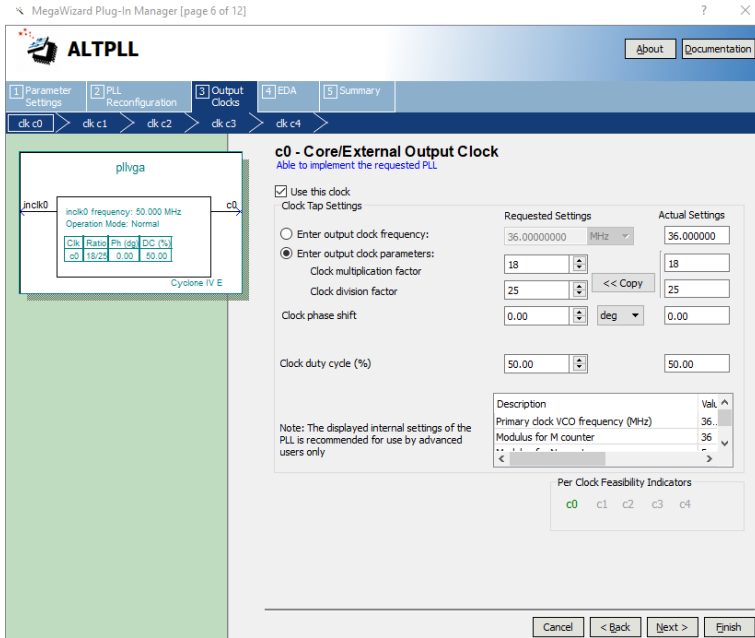 MegaWizard Plug-In Manager [page 6 of 12]
? ×
ALTPLL
About
Documentation
1 Parameter Settings
2 PLL Reconfiguration
3 Output Clocks
4 EDA
5 Summary
clk c0
clk c1
clk c2
clk c3
clk c4
pllvga
inclk0
c0
inclk0 frequency: 50.000 MHz
Operation Mode: Normal
Clk Ratio Ph (dg) DC (%)
c0 18/25 0.00 50.00
Cyclone IV E
c0 - Core/External Output Clock
Able to implement the requested PLL
Use this clock
Clock Tap Settings
Requested Settings
Actual Settings
Enter output clock frequency:
36.00000000
MHz
36.000000
Enter output clock parameters:
Clock multiplication factor
18
18
<< Copy
Clock division factor
25
25
Clock phase shift
0.00
deg
0.00
Clock duty cycle (%)
50.00
50.00
Note: The displayed internal settings of the
PLL is recommended for use by advanced
users only
Description
Primary clock VCO frequency (MHz) 36..
Modulus for M counter 36
Per Clock Feasibility Indicators
c0 c1 c2 c3 c4
Cancel
< Back
Next >
Finish